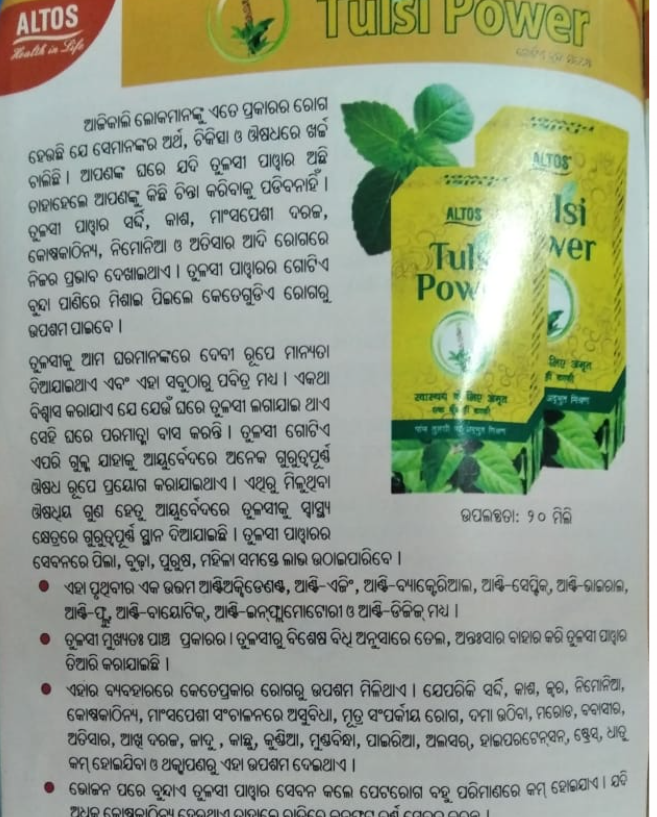 ALTOS
Health in Life
Tulsi Power
ଆଜିକାଲି ଲୋକମାନଙ୍କୁ ଏତେ ପ୍ରକାରର ରୋଗ
ହେଉଛି ଯେ ସେମାନଙ୍କର ଅର୍ଥ, ଚିକିତ୍ସା ଓ ଔଷଧରେ ଖର୍ଚ୍ଚ
ଚାଲିଛି । ଆପଣଙ୍କ ଘରେ ଯଦି ତୁଳସୀ ପାୱାର ଅଛି
ତାହାହେଲେ ଆପଣଙ୍କୁ କିଛି ଚିନ୍ତା କରିବାକୁ ପଡିବନାହିଁ ।
ତୁଳସୀ ପାୱାର ସର୍ଦ୍ଦି, କାଶ, ମାଂସପେଶୀ ଦରଜ,
କୋଷ୍ଠକାଠିନ୍ୟ, ନିମୋନିଆ ଓ ଅତିସାର ଆଦି ରୋଗରେ
ନିଜର ପ୍ରଭାବ ଦେଖାଇଥାଏ । ତୁଳସୀ ପାୱାରର ଗୋଟିଏ
ବୁନ୍ଦା ପାଣିରେ ମିଶାଇ ପିଇଲେ କେତେଗୁଡିଏ ରୋଗରୁ
ଉପଶମ ପାଇବେ ।
ତୁଳସୀକୁ ଆମ ଘରମାନଙ୍କରେ ଦେବୀ ରୂପେ ମାନ୍ୟତା
ଦିଆଯାଇଥାଏ ଏବଂ ଏହା ସବୁଠାରୁ ପବିତ୍ର ମଧ୍ୟ । ଏକଥା
ବିଶ୍ୱାସ କରାଯାଏ ଯେ ଯେଉଁ ଘରେ ତୁଳସୀ ଲଗାଯାଇ ଥାଏ
ସେହି ଘରେ ପରମାତ୍ମା ବାସ କରନ୍ତି । ତୁଳସୀ ଗୋଟିଏ
ଏପରି ଗୁଳ୍ମ ଯାହାକୁ ଆୟୁର୍ବେଦରେ ଅନେକ ଗୁରୁତ୍ୱପୂର୍ଣ୍ଣ
ଔଷଧ ରୂପେ ପ୍ରୟୋଗ କରାଯାଇଥାଏ । ଏଥିରୁ ମିଳୁଥିବା
ଔଷଧିୟ ଗୁଣ ହେତୁ ଆୟୁର୍ବେଦରେ ତୁଳସୀକୁ ସ୍ୱାସ୍ଥ୍ୟ
କ୍ଷେତ୍ରରେ ଗୁରୁତ୍ୱପୂର୍ଣ୍ଣ ସ୍ଥାନ ଦିଆଯାଇଛି । ତୁଳସୀ ପାୱାରର
ସେବନରେ ପିଲା, ବୁଢ଼ା, ପୁରୁଷ, ମହିଳା ସମସ୍ତେ ଲାଭ ଉଠାଇପାରିବେ ।
ALTOS
Tulsi
Power
ALTOS
स्वास्थ्य के लिए अमृत
ଉପଲବ୍ଧତା: ୨୦ ମିଲି
● ଏହା ପୃଥିବୀର ଏକ ଉତ୍ତମ ଆଣ୍ଟିଅକ୍ସିଡେଣ୍ଟ, ଆଣ୍ଟି-ଏଜିଂ, ଆଣ୍ଟି-ବ୍ୟାକ୍ଟେରିଆଲ, ଆଣ୍ଟି-ସେପ୍ଟିକ୍, ଆଣ୍ଟି-ଭାଇରାଲ,
ଆଣ୍ଟି-ଫ୍ଲୁ, ଆଣ୍ଟି-ବାୟୋଟିକ୍, ଆଣ୍ଟି-ଇନ୍‌ଫ୍ଲାମୋଟୋରୀ ଓ ଆଣ୍ଟି-ଡିଜିଜ୍ ମଧ୍ୟ ।
● ତୁଳସୀ ମୁଖ୍ୟତଃ ପାଞ୍ଚ ପ୍ରକାରର । ତୁଳସୀରୁ ବିଶେଷ ବିଧି ଅନୁସାରେ ତେଲ, ଅନ୍ତଃସାର ବାହାର କରି ତୁଳସୀ ପାୱାର
ତିଆରି କରାଯାଇଛି ।
● ଏହାର ବ୍ୟବହାରରେ କେତେପ୍ରକାର ରୋଗରୁ ଉପଶମ ମିଳିଥାଏ । ଯେପରିକି ସର୍ଦ୍ଦି, କାଶ, ଜ୍ୱର, ନିମୋନିଆ,
କୋଷ୍ଠକାଠିନ୍ୟ, ମାଂସପେଶୀ ସଂଚାଳନରେ ଅସୁବିଧା, ମୂତ୍ର ସଂପର୍କୀୟ ରୋଗ, ଦମା ଉଠିବା, ମରୋଡ, ବବାସୀର,
ଅତିସାର, ଆଖି ଦରଜ, ଜାଦୁ, କାଛୁ, କୁଣ୍ଡିଆ, ମୁଣ୍ଡବିନ୍ଧା, ପାଇରିଆ, ଅଲସର୍, ହାଇପରଟେନ୍‌ସନ୍, ଷ୍ଟ୍ରେସ୍, ଧାତୁ
କମ୍ ହୋଇଯିବା ଓ ଥକ୍କାପଣରୁ ଏହା ଉପଶମ ଦେଇଥାଏ ।
● ଭୋଜନ ପରେ ବୁନ୍ଦାଏ ତୁଳସୀ ପାୱାର ସେବନ କଲେ ପେଟରୋଗ ବହୁ ପରିମାଣରେ କମ୍ ହୋଇଯାଏ । ଯଦି